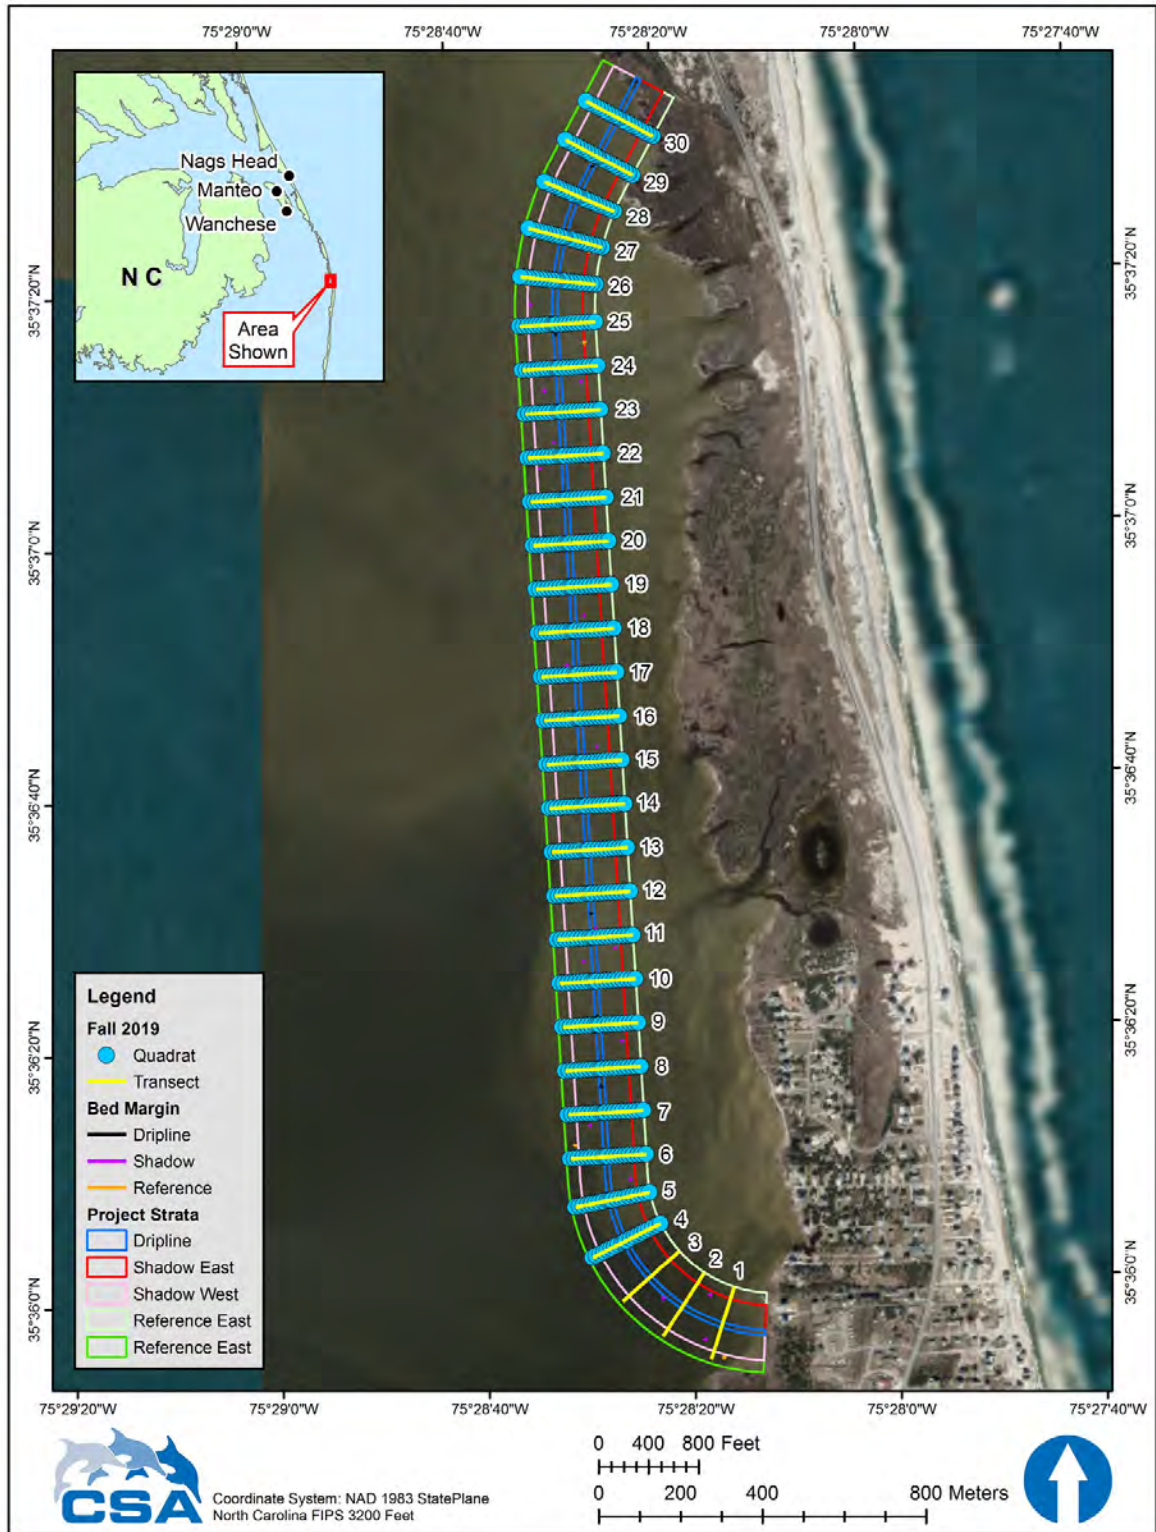 75°29'0"W 75°28'40"W 75°28'20"W 75°28'0"W 75°27'40"W
Nags Head
Manteo
Wanchese
N C
Area
Shown
35°37'20"N
35°37'0"N
35°36'40"N
35°36'20"N
35°36'0"N
30
29
28
27
26
25
24
23
22
21
20
19
18
17
16
15
14
13
12
11
10
9
8
7
6
5
4
3
2
1
35°37'20"N
35°37'0"N
35°36'40"N
35°36'20"N
35°36'0"N
Legend
Fall 2019
Quadrat
Transect
Bed Margin
Dripline
Shadow
Reference
Project Strata
Dripline
Shadow East
Shadow West
Reference East
Reference East
75°29'20"W 75°29'0"W 75°28'40"W 75°28'20"W 75°28'0"W 75°27'40"W
CSA
Coordinate System: NAD 1983 StatePlane
North Carolina FIPS 3200 Feet
0 400 800 Feet
0 200 400 800 Meters